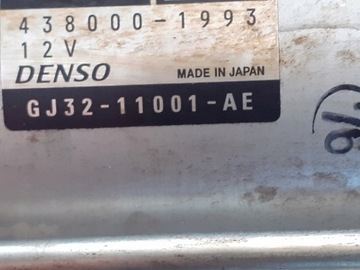 438000-1993
12V
DENSO MADE IN JAPAN
GJ32-11001-AE